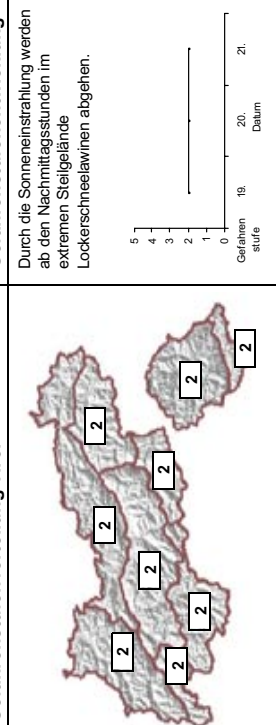 Durch die Sonneneinstrahlung werden
ab den Nachmittagsstunden im
extremen Steilgelände
Lockerschneelawinen abgehen.
2
2
2
2
2
2
2
2
2
5
4
3
2
1
0
19.
20.
21.
Gefahren
stufe
Datum